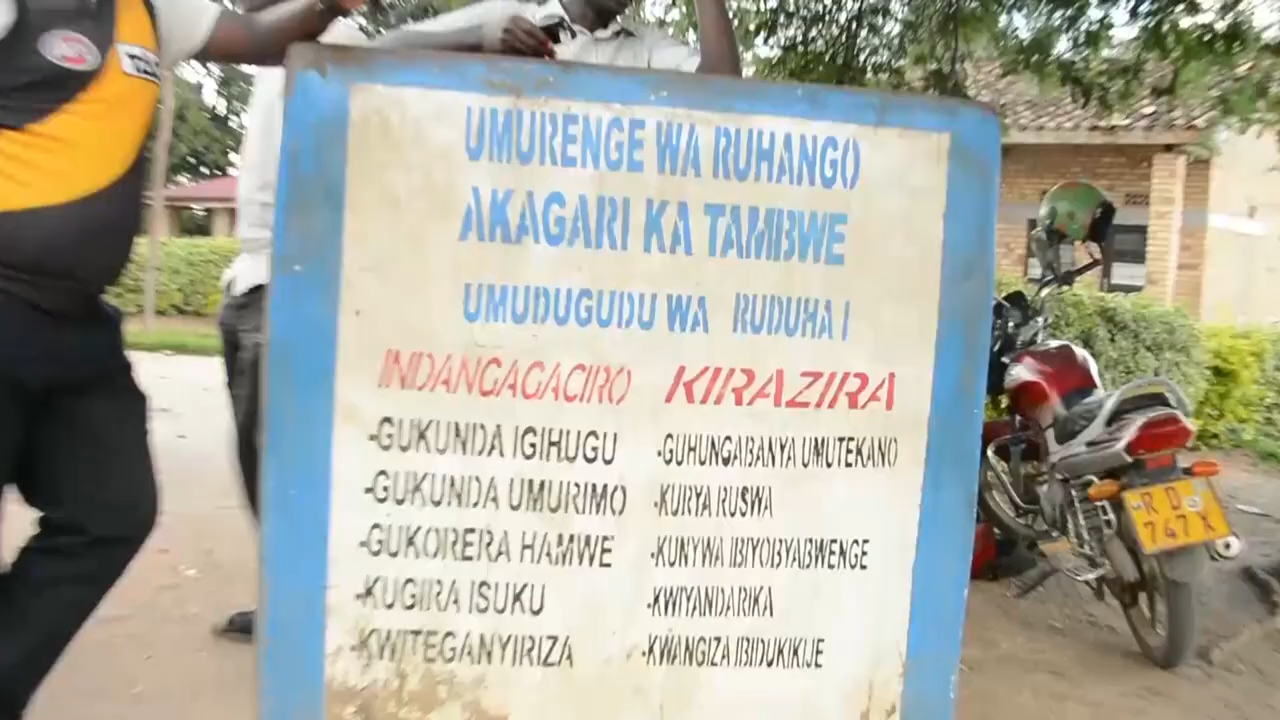 UMURENGE WA RUHANGO
AKAGARI KA TAMBWE
UMUDUGUDU WA RUDUHA I
INDANGAGACIRO KIRAZIRA
-GUKUNDA IGIHUGU -GUHUNGABANYA UMUTEKANO
-GUKUNDA UMURIMO -KURYA RUSWA
-GUKORERA HAMWE -KUNYWA IBIYOBYABWENGE
-KUGIRA ISUKU -KWIYANDARIKA
-KWITEGANYIRIZA -KWANGIZA IBIDUKIKIJE
R D
747 X